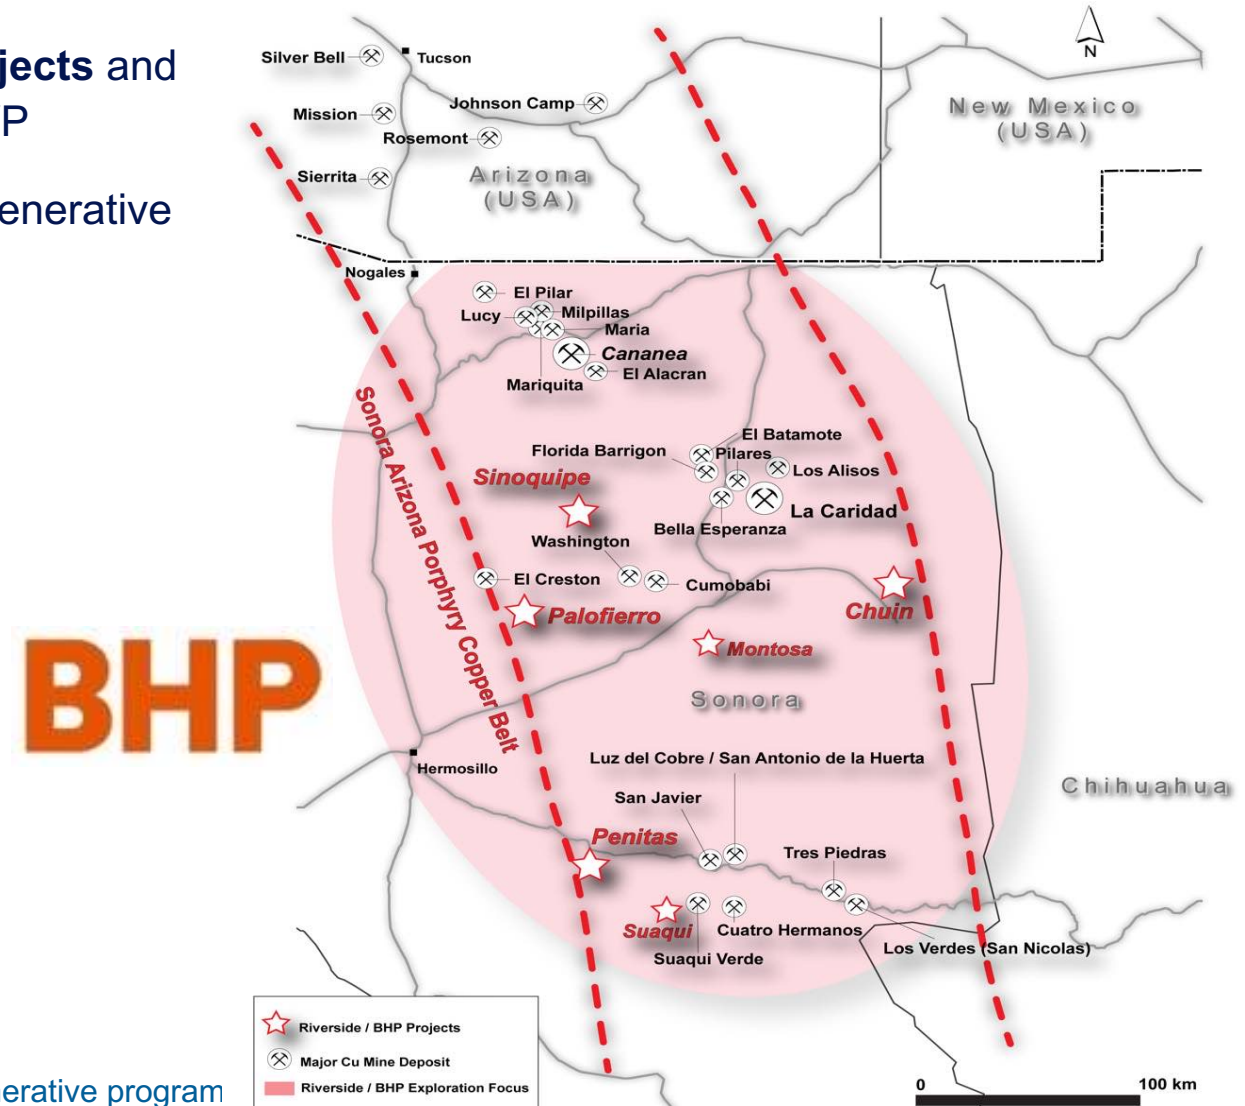 jects and
P
enerative
BHP
N
Silver Bell
Tucson
Mission
Johnson Camp
Rosemont
Sierrita
Arizona
(USA)
New Mexico
(USA)
Nogales
El Pilar
Lucy
Milpillas
Maria
Cananea
El Alacran
Mariquita
Sonora Arizona Porphyry Copper Belt
El Batamote
Florida Barrigon
Pilares
Los Alisos
Sinoquipe
La Caridad
Bella Esperanza
Washington
El Creston
Cumobabi
Palofierro
Chuin
Montosa
Sonora
Hermosillo
Luz del Cobre / San Antonio de la Huerta
Chihuahua
San Javier
Penitas
Tres Piedras
Suaqui
Cuatro Hermanos
Suaqui Verde
Los Verdes (San Nicolas)
Riverside / BHP Projects
Major Cu Mine Deposit
Riverside / BHP Exploration Focus
0 100 km
nerative program